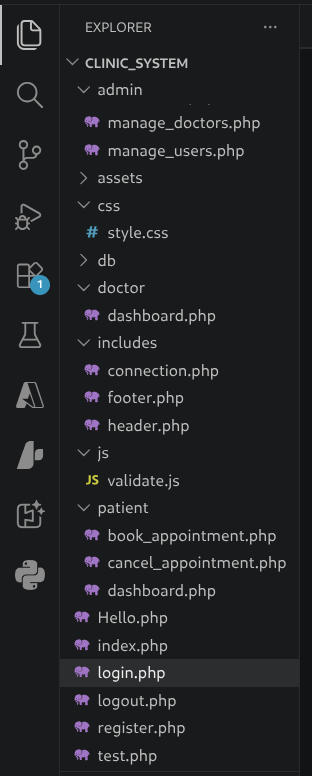 EXPLORER
CLINIC_SYSTEM
admin
manage_doctors.php
manage_users.php
assets
css
# style.css
db
doctor
dashboard.php
includes
connection.php
footer.php
header.php
js
JS validate.js
patient
book_appointment.php
cancel_appointment.php
dashboard.php
Hello.php
index.php
login.php
logout.php
register.php
test.php
1